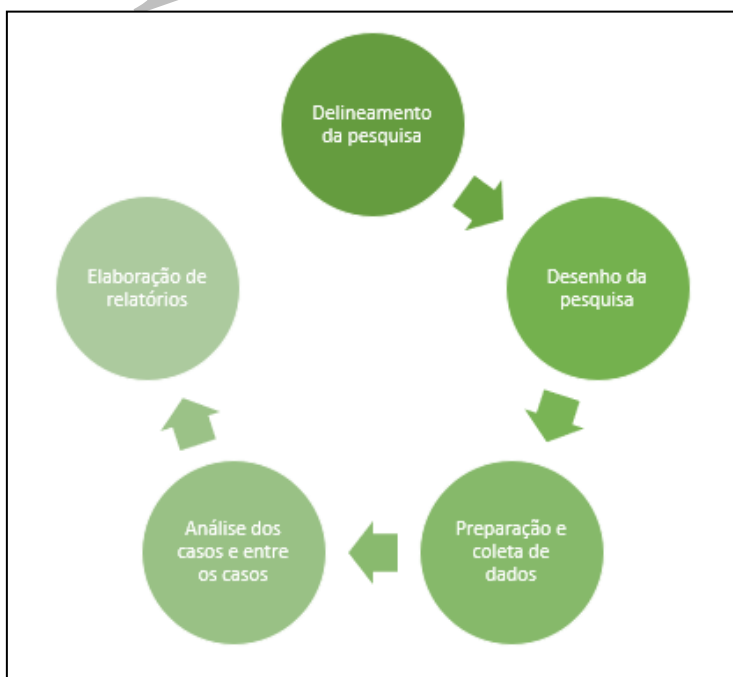 Delineamento
da pesquisa
Desenho da
pesquisa
Preparação e
coleta de
dados
Análise dos
casos e entre
os casos
Elaboração de
relatórios